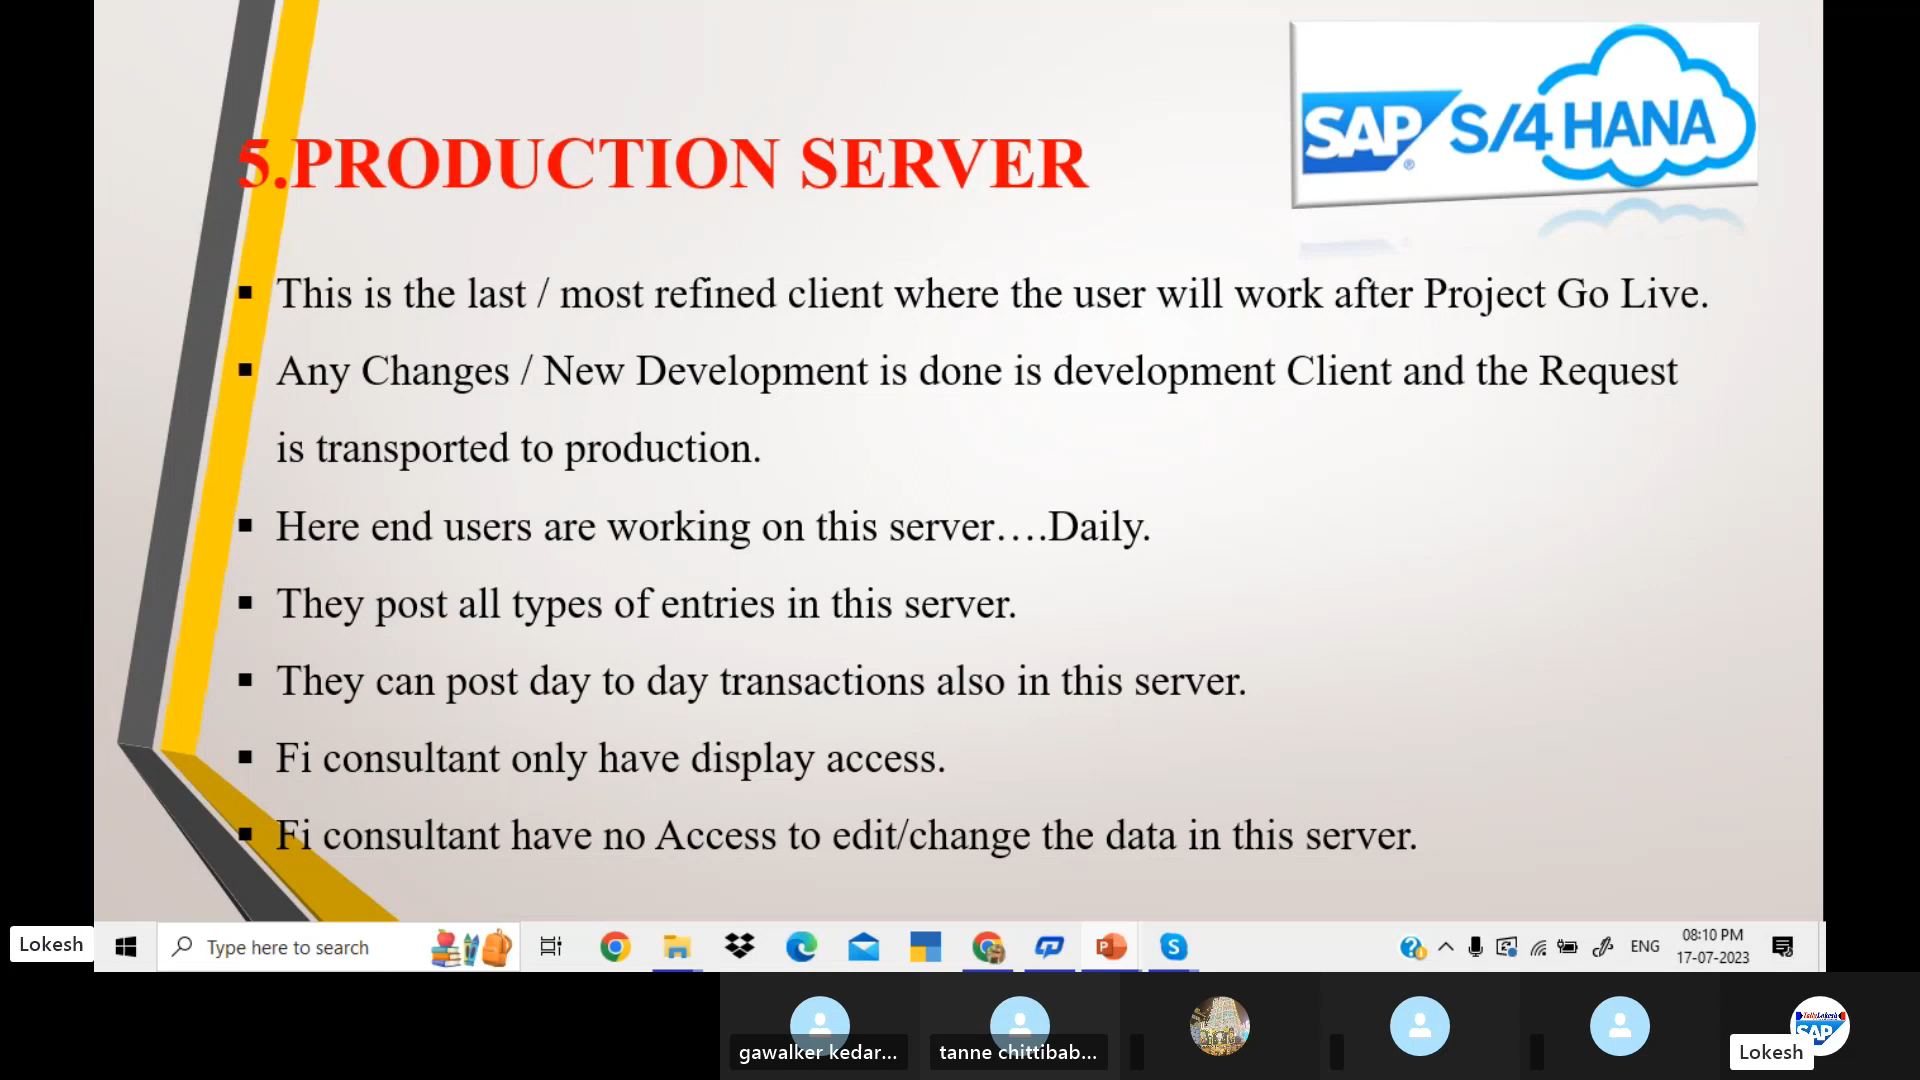 SAP S/4 HANA
5.PRODUCTION SERVER
▪ This is the last / most refined client where the user will work after Project Go Live.
▪ Any Changes / New Development is done is development Client and the Request
is transported to production.
▪ Here end users are working on this server….Daily.
▪ They post all types of entries in this server.
▪ They can post day to day transactions also in this server.
▪ Fi consultant only have display access.
▪ Fi consultant have no Access to edit/change the data in this server.
Lokesh
Type here to search
ENG
08:10 PM
17-07-2023
gawalker kedar...
tanne chittibab...
TallyLokesh
SAP
Lokesh